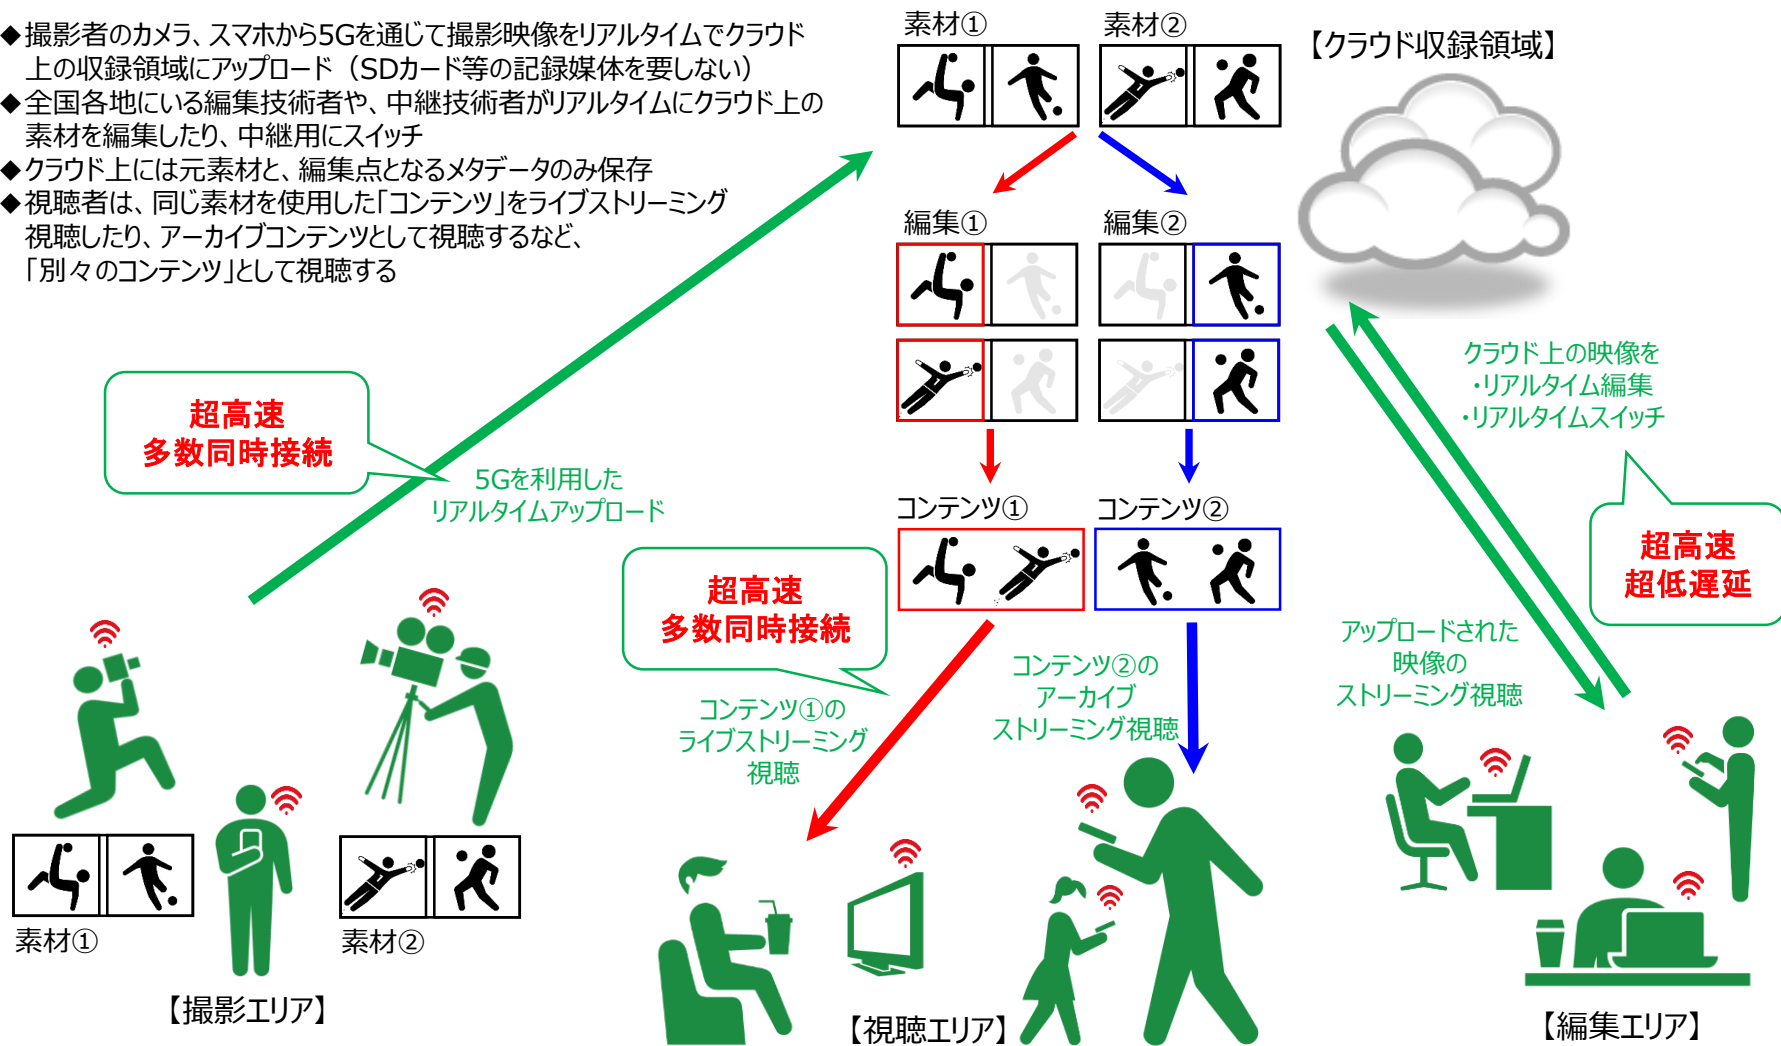 ◆撮影者のカメラ、スマホから5Gを通じて撮影映像をリアルタイムでクラウド
上の収録領域にアップロード（SDカード等の記録媒体を要しない）
◆全国各地にいる編集技術者や、中継技術者がリアルタイムにクラウド上の
素材を編集したり、中継用にスイッチ
◆クラウド上には元素材と、編集点となるメタデータのみ保存
◆視聴者は、同じ素材を使用した「コンテンツ」をライブストリーミング
視聴したり、アーカイブコンテンツとして視聴するなど、
「別々のコンテンツ」として視聴する
素材①
素材②
【クラウド収録領域】
編集①
編集②
クラウド上の映像を
・リアルタイム編集
・リアルタイムスイッチ
超高速
多数同時接続
5Gを利用した
リアルタイムアップロード
コンテンツ①
コンテンツ②
超高速
超低遅延
超高速
多数同時接続
アップロードされた
映像の
ストリーミング視聴
コンテンツ①の
ライブストリーミング
視聴
コンテンツ②の
アーカイブ
ストリーミング視聴
素材①
素材②
【撮影エリア】
【視聴エリア】
【編集エリア】